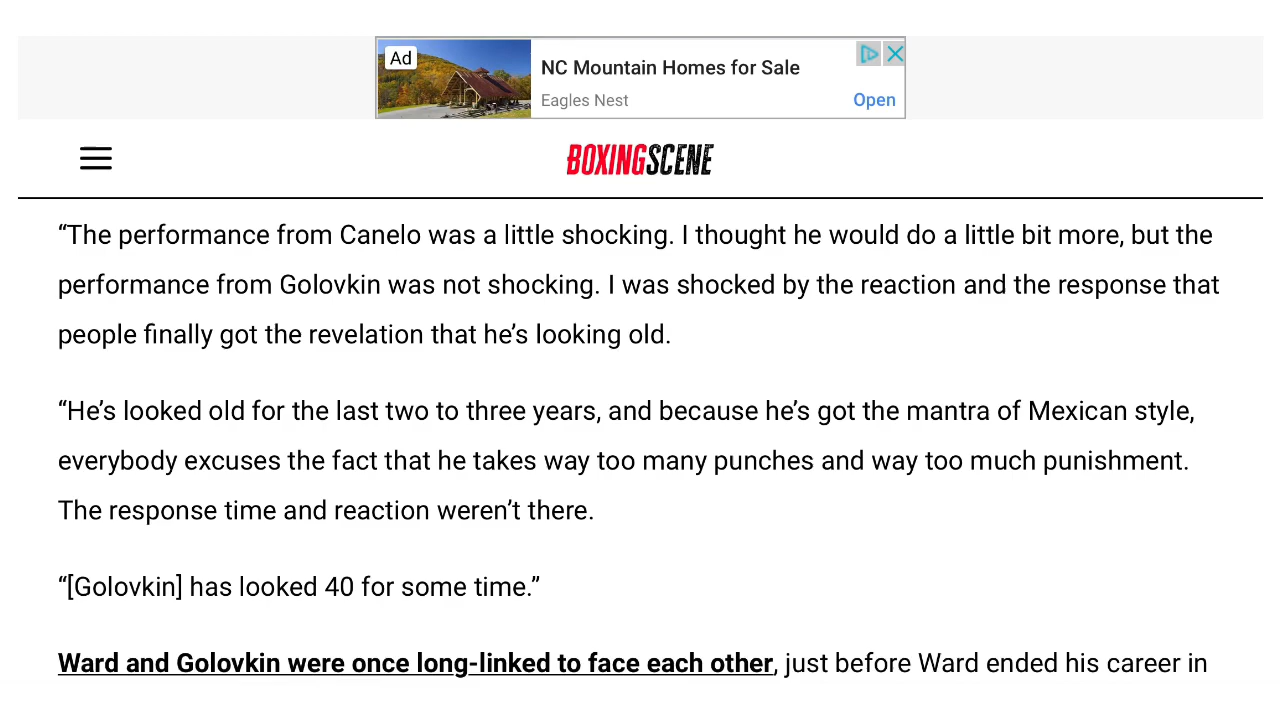 Ad
NC Mountain Homes for Sale
Eagles Nest
Open
BOXINGSCENE
“The performance from Canelo was a little shocking. I thought he would do a little bit more, but the
performance from Golovkin was not shocking. I was shocked by the reaction and the response that
people finally got the revelation that he’s looking old.
“He’s looked old for the last two to three years, and because he’s got the mantra of Mexican style,
everybody excuses the fact that he takes way too many punches and way too much punishment.
The response time and reaction weren’t there.
“[Golovkin] has looked 40 for some time.”
Ward and Golovkin were once long-linked to face each other, just before Ward ended his career in